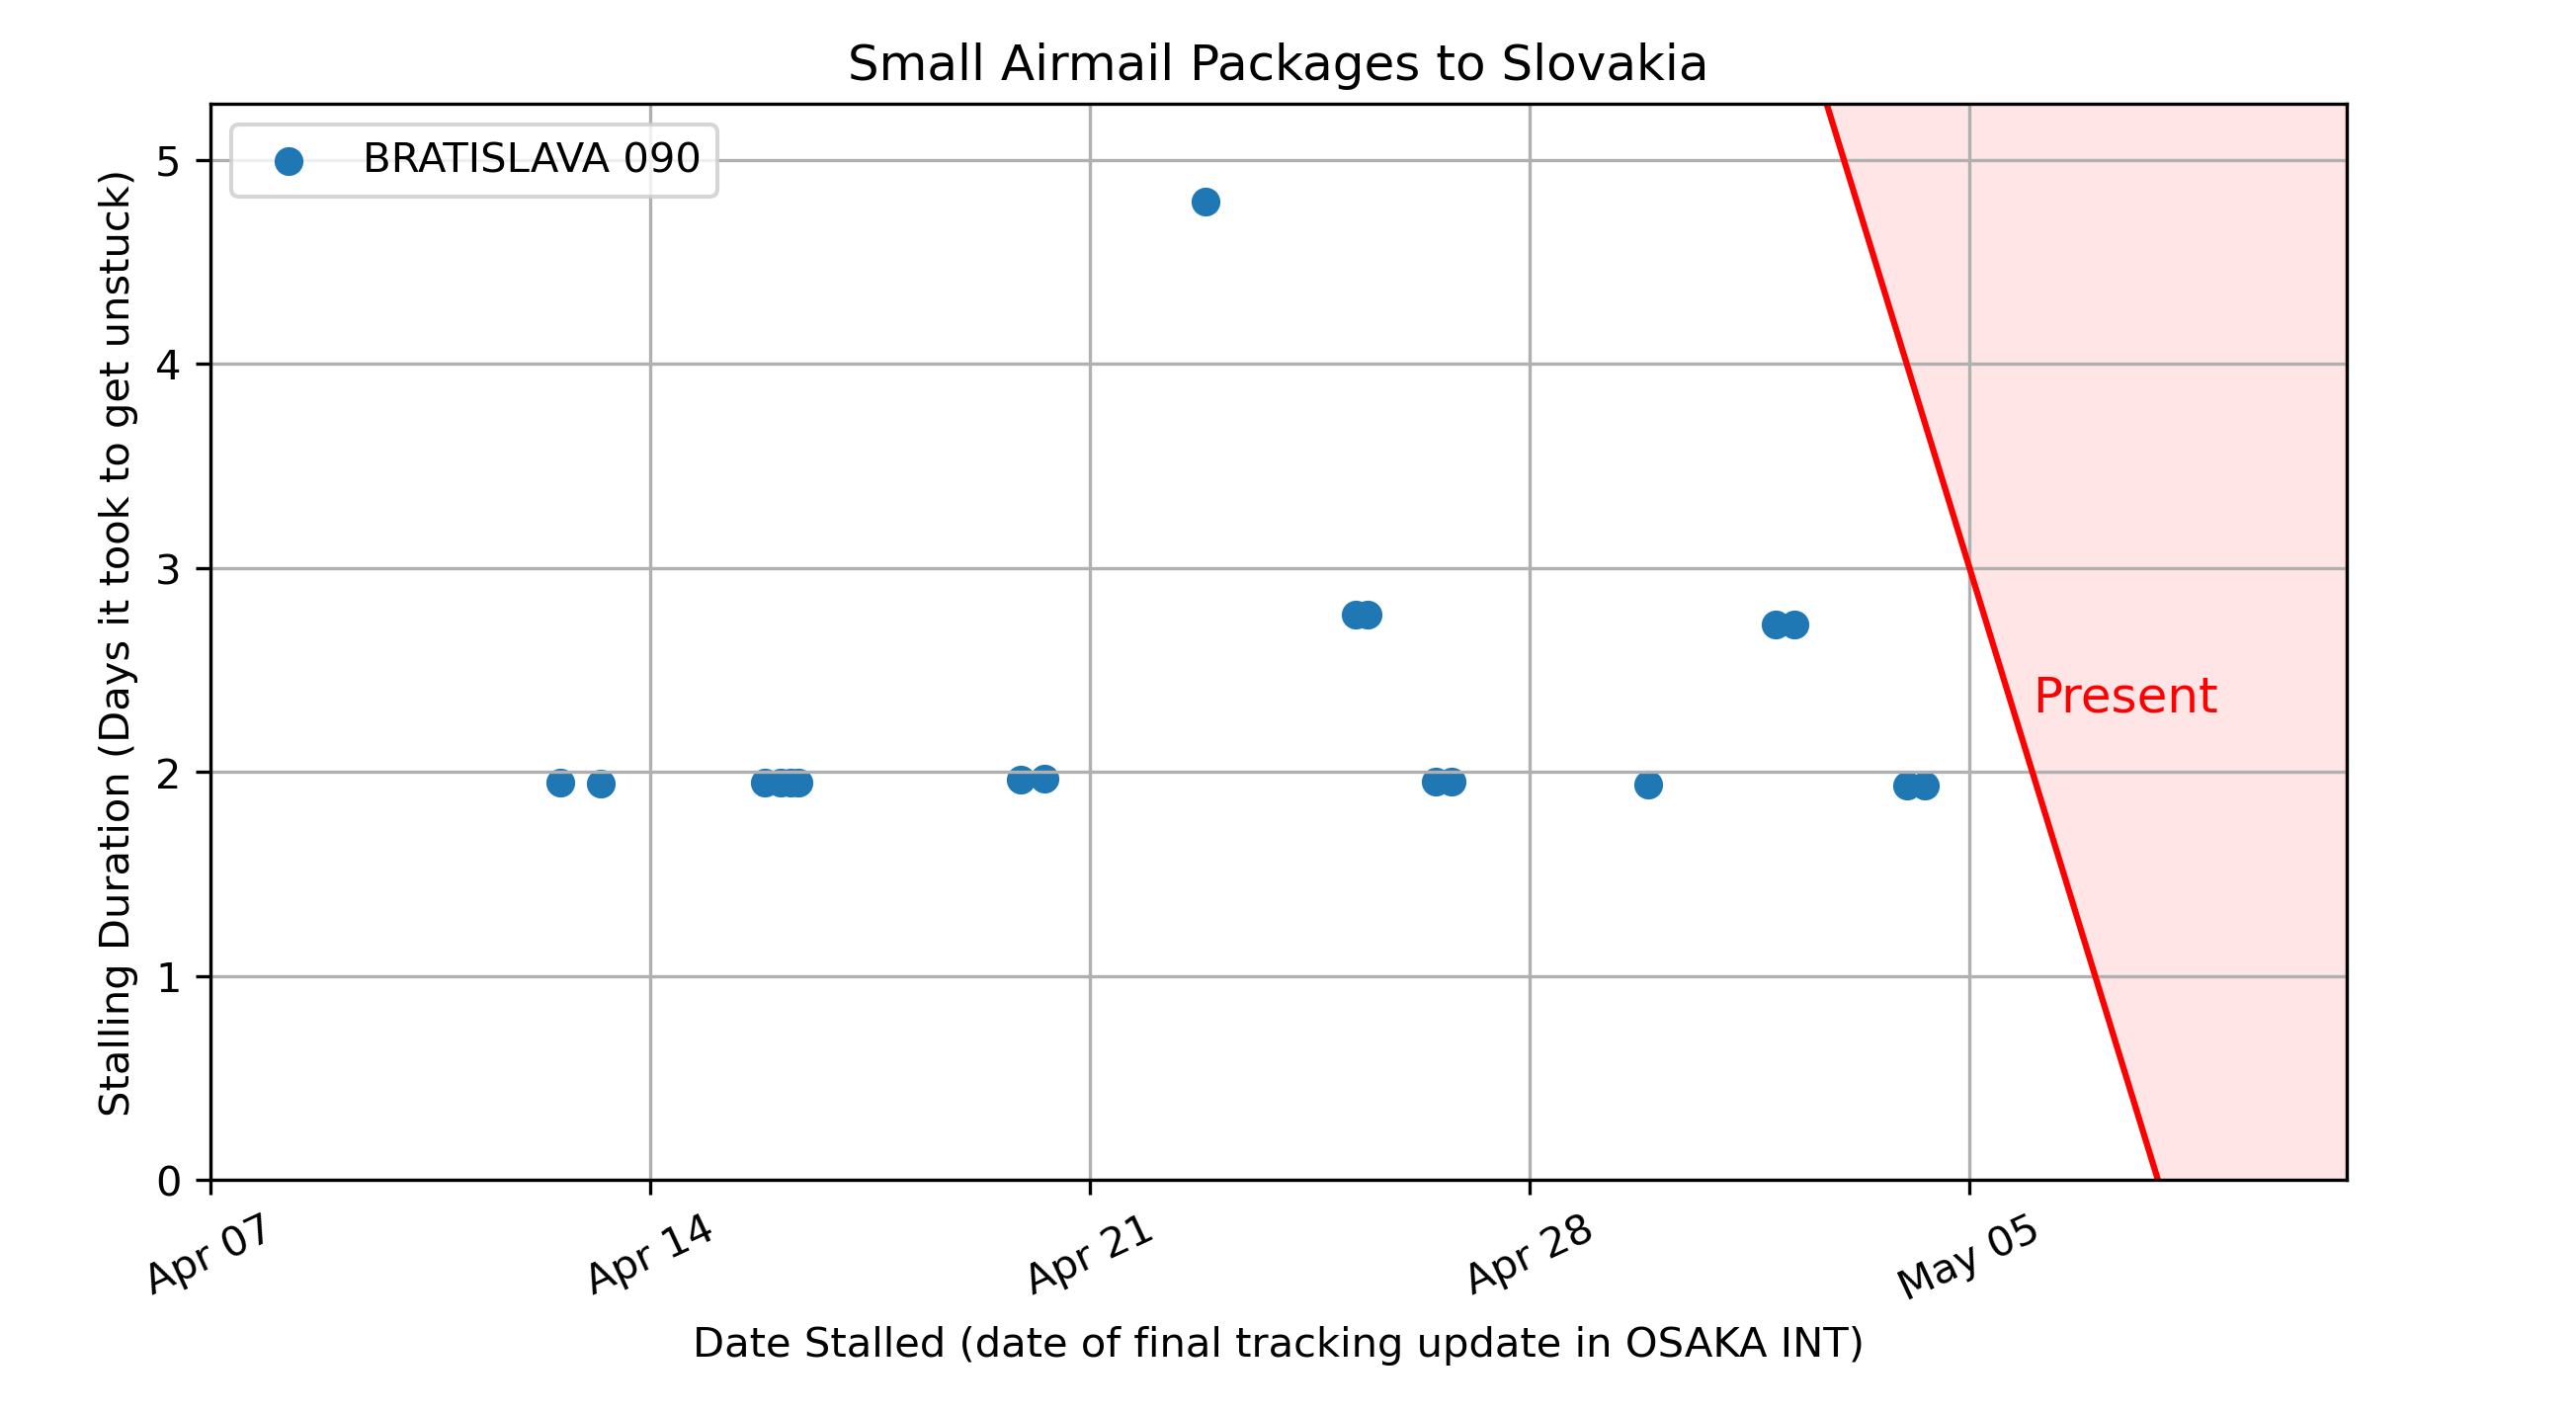 Small Airmail Packages to Slovakia
BRATISLAVA 090
Stalling Duration (Days it took to get unstuck)
5
4
3
2
1
0
Present
Apr 07
Apr 14
Apr 21
Apr 28
May 05
Date Stalled (date of final tracking update in OSAKA INT)